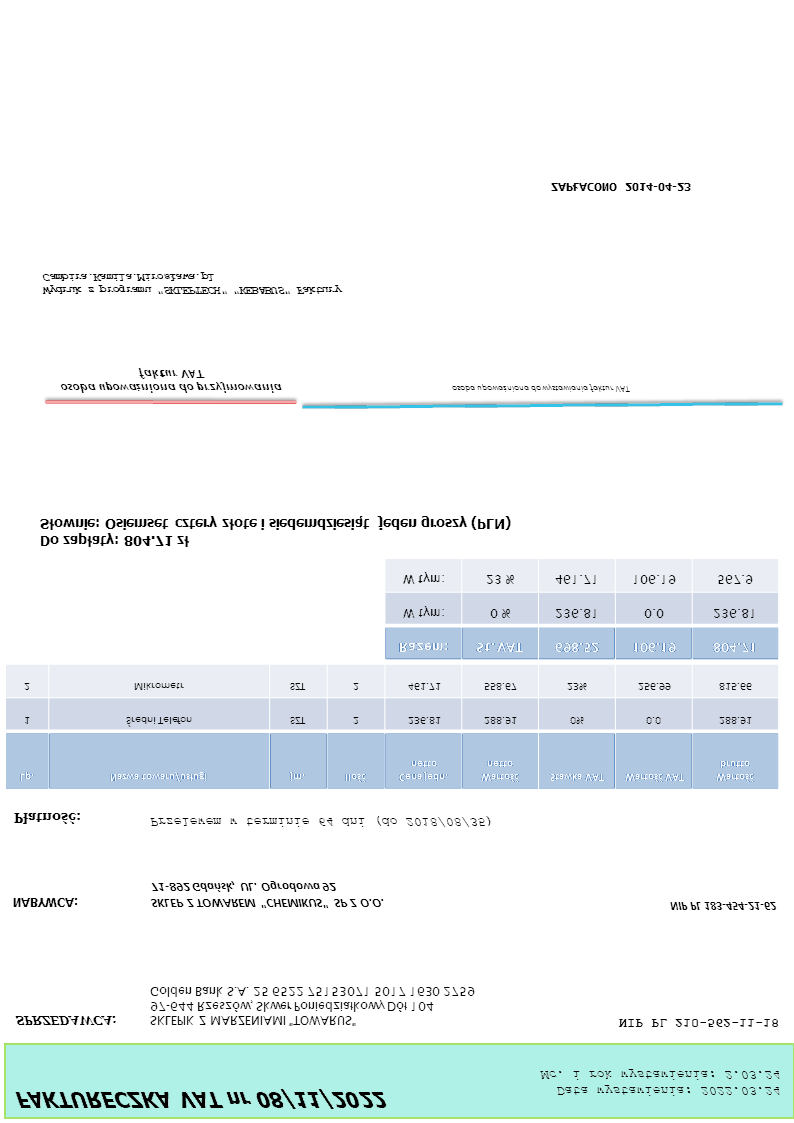 FAKTURECZKA VAT nr 08/11/2022
Data wystawienia: 2022.03.24
Mc. i rok wystawienia: 2.03.24
SPRZEDAWCA:
SKLEPIK Z MARZENIAMI "TOWARUS"
NIP PL 210-562-11-18
97-644 Rzeszów, Skwer Poniedziałkowy Dół 104
Golden Bank S.A. 25 6522 75153071 5017 1630 2759
NABYWCA:
SKLEP Z TOWAREM "CHEMIKUS" SP Z O.O.
NIP PL 183-454-21-62
71-892 Gdańsk, UL. Ogrodowa 92
Płatność:
Przelewem w terminie 64 dni (do 2018/08/35)
Lp. Nazwa towaru/usługi jm. Ilość Cena jedn. netto Wartość netto Stawka VAT Wartość VAT Wartość brutto
1 Średni Telefon SZT 2 236.81 288.91 0% 0.0 288.91
2 Mikrometr SZT 2 461.71 558.67 23% 256.99 815.66
Razem: St. VAT 698.52 106.19 804.71
W tym: 0 % 236.81 0.0 236.81
W tym: 23 % 461.71 106.19 567.9
Do zapłaty: 804.71 zł
Słownie: Osiemset cztery złote i siedemdziesiąt jeden groszy (PLN)
osoba upoważniona do przyjmowania
faktur VAT
osoba upoważniona do wystawiania faktur VAT
Wydruk z programu "SKLEPTECH" "KEBABUS" Faktury
Cambira.Kamila.Miroslawa.pl
ZAPŁACONO 2014-04-23